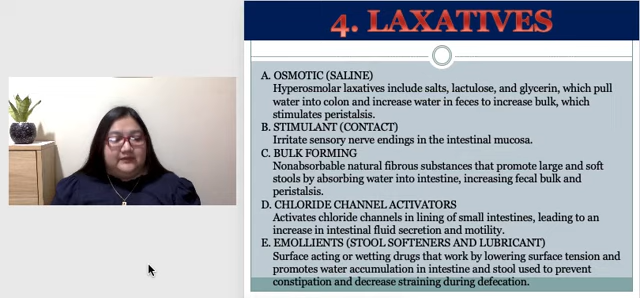 4. LAXATIVES
A. OSMOTIC (SALINE)
Hyperosmolar laxatives include salts, lactulose, and glycerin, which pull
water into colon and increase water in feces to increase bulk, which
stimulates peristalsis.
B. STIMULANT (CONTACT)
Irritate sensory nerve endings in the intestinal mucosa.
C. BULK FORMING
Nonabsorbable natural fibrous substances that promote large and soft
stools by absorbing water into intestine, increasing fecal bulk and
peristalsis.
D. CHLORIDE CHANNEL ACTIVATORS
Activates chloride channels in lining of small intestines, leading to an
increase in intestinal fluid secretion and motility.
E. EMOLLIENTS (STOOL SOFTENERS AND LUBRICANT)
Surface acting or wetting drugs that work by lowering surface tension and
promotes water accumulation in intestine and stool used to prevent
constipation and decrease straining during defecation.